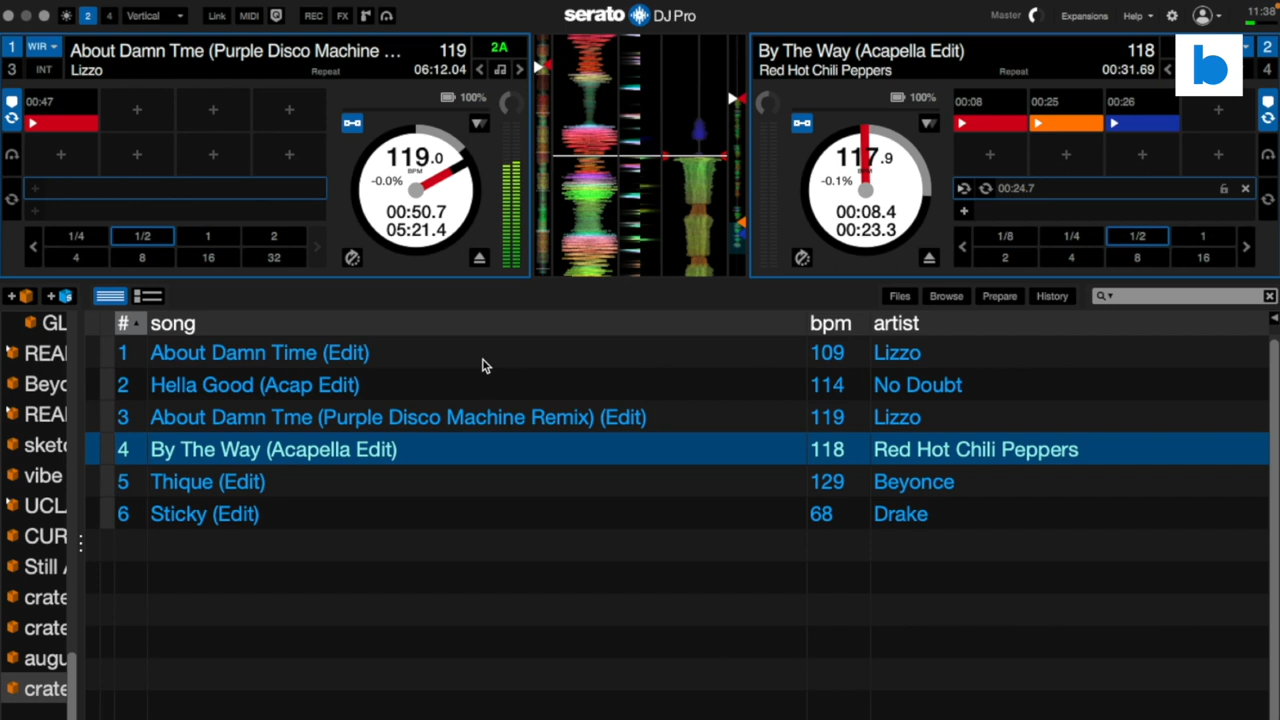 2 4 Vertical Link MIDI REC FX serato DJ Pro Master Expansions Help 11:38
1 WIR About Damn Tme (Purple Disco Machine ... 119 2A
3 INT Lizzo Repeat 06:12.04
By The Way (Acapella Edit) 118 2
Red Hot Chili Peppers Repeat 00:31.69 4
b
00:47
100%
119.0
BPM
-0.0%
00:50.7
05:21.4
1/4 1/2 1 2
4 8 16 32
100%
117.9
BPM
-0.1%
00:08.4
00:23.3
00:08 00:25 00:26
00:24.7
1/8 1/4 1/2 1
2 4 8 16
Files Browse Prepare History
# song bpm artist
1 About Damn Time (Edit) 109 Lizzo
2 Hella Good (Acap Edit) 114 No Doubt
3 About Damn Tme (Purple Disco Machine Remix) (Edit) 119 Lizzo
4 By The Way (Acapella Edit) 118 Red Hot Chili Peppers
5 Thique (Edit) 129 Beyonce
6 Sticky (Edit) 68 Drake
GL
REA
Beyo
REA
sketc
vibe
UCL
CUR
Still
crate
crate
augu
crate